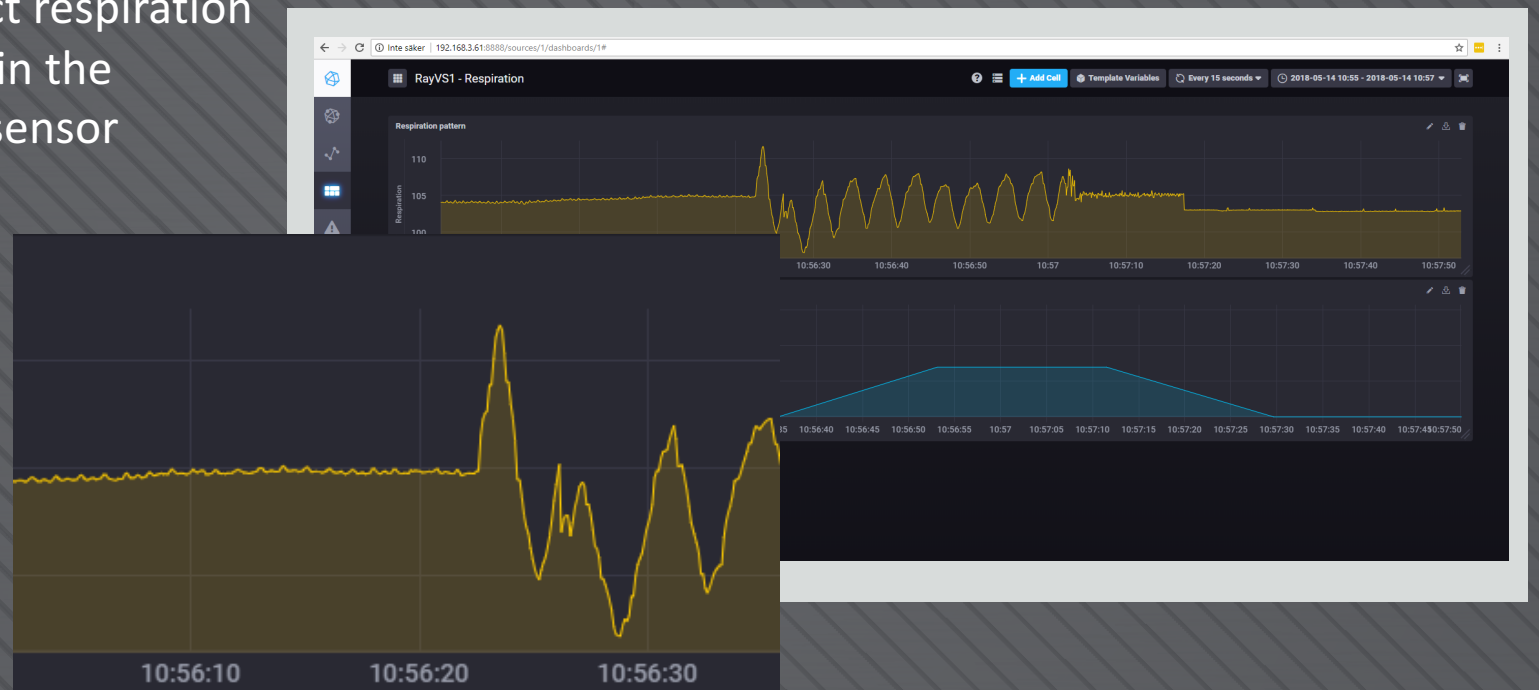 ct respiration
in the
sensor
Inte säker | 192.168.3.61:8888/sources/1/dashboards/1#
RayVS1 - Respiration
+ Add Cell
Template Variables
Every 15 seconds
2018-05-14 10:55 - 2018-05-14 10:57
Respiration pattern
Respiration
110
105
100
10:56:30 10:56:40 10:56:50 10:57 10:57:10 10:57:20 10:57:30 10:57:40 10:57:50
10:56:40 10:56:45 10:56:50 10:56:55 10:57 10:57:05 10:57:10 10:57:15 10:57:20 10:57:25 10:57:30 10:57:35 10:57:40 10:57:45 10:57:50
10:56:10 10:56:20 10:56:30